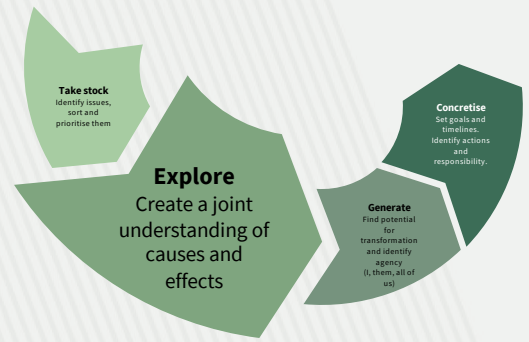 Take stock
Identify issues,
sort and
prioritise them
Explore
Create a joint
understanding of
causes and
effects
Generate
Find potential
for
transformation
and identify
agency
(I, them, all of
us)
Concretise
Set goals and
timelines.
Identify actions
and
responsibility.